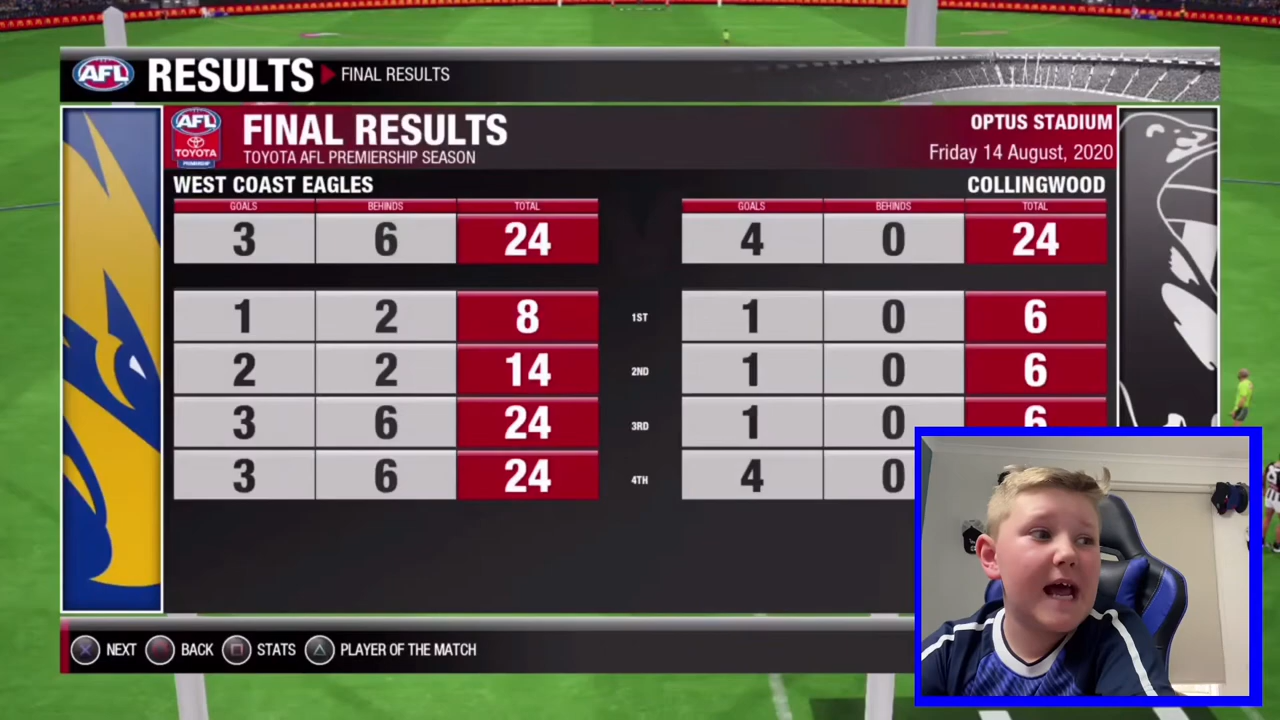 AFL RESULTS FINAL RESULTS
AFL
TOYOTA
PREMIERSHIP
FINAL RESULTS
TOYOTA AFL PREMIERSHIP SEASON
OPTUS STADIUM
Friday 14 August, 2020
WEST COAST EAGLES COLLINGWOOD
GOALS BEHINDS TOTAL GOALS BEHINDS TOTAL
3 6 24 4 0 24
1 2 8 1ST 1 0 6
2 2 14 2ND 1 0 6
3 6 24 3RD 1 0 6
3 6 24 4TH 4 0
NEXT BACK STATS PLAYER OF THE MATCH